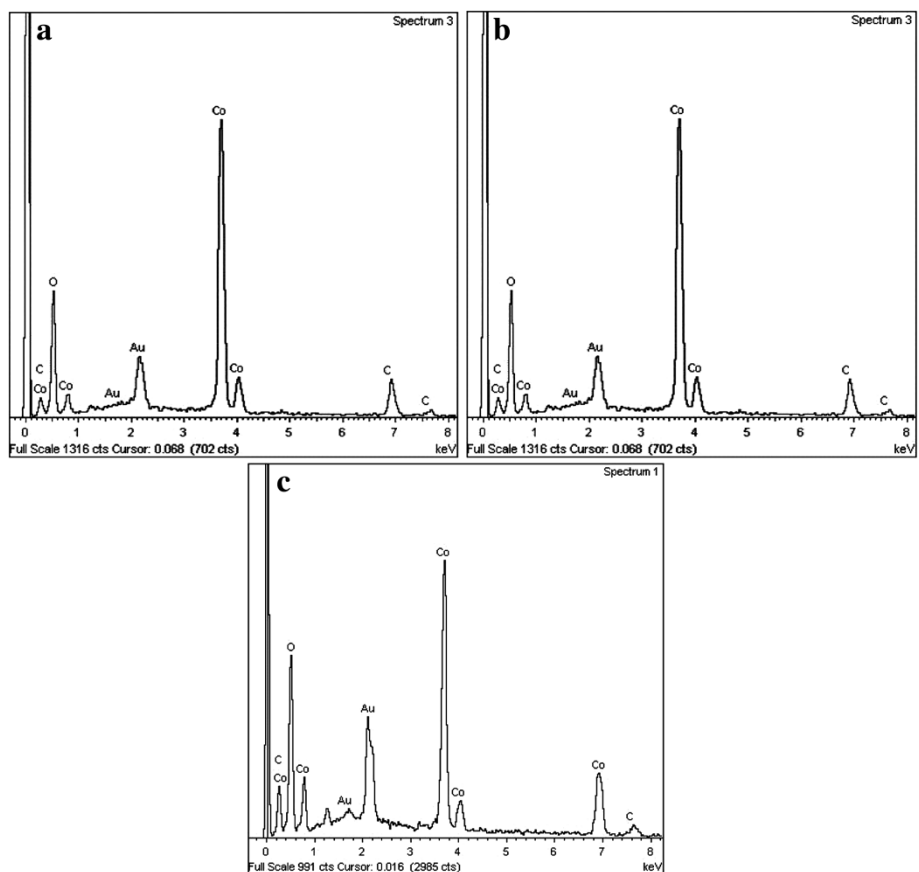 a
Spectrum 3
Co
O
Au
C
Co
Co
Au
Co
C
C
0 1 2 3 4 5 6 7 8
Full Scale 1316 cts Cursor: 0.068 (702 cts)
keV
b
Spectrum 3
Co
O
Au
C
Co
Co
Au
Co
C
C
0 1 2 3 4 5 6 7 8
Full Scale 1316 cts Cursor: 0.068 (702 cts)
keV
c
Spectrum 1
Co
O
Au
C
Co
Co
Au
Co
Co
C
0 1 2 3 4 5 6 7 8
Full Scale 991 cts Cursor: 0.016 (2985 cts)